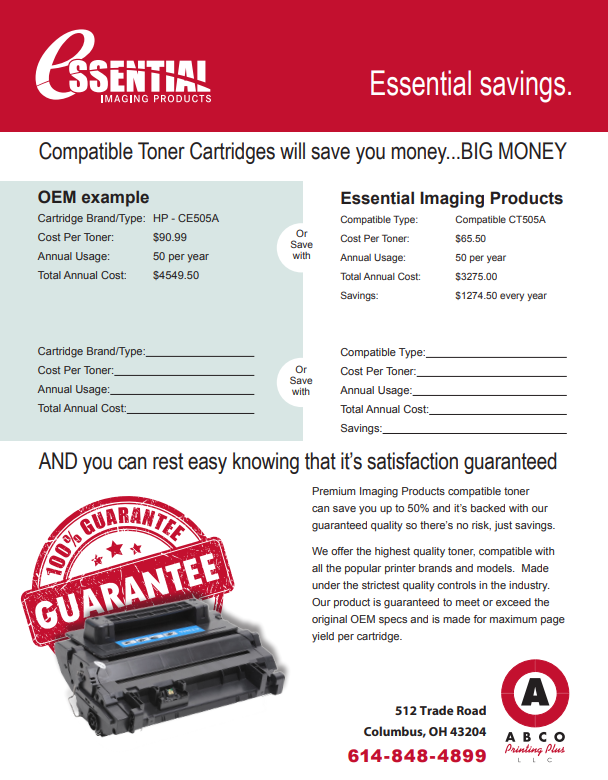 Essential
IMAGING PRODUCTS
Essential savings.
Compatible Toner Cartridges will save you money...BIG MONEY
OEM example
Cartridge Brand/Type: HP - CE505A
Cost Per Toner: $90.99
Annual Usage: 50 per year
Total Annual Cost: $4549.50
Or
Save
with
Essential Imaging Products
Compatible Type: Compatible CT505A
Cost Per Toner: $65.50
Annual Usage: 50 per year
Total Annual Cost: $3275.00
Savings: $1274.50 every year
Cartridge Brand/Type:
Cost Per Toner:
Annual Usage:
Total Annual Cost:
Or
Save
with
Compatible Type:
Cost Per Toner:
Annual Usage:
Total Annual Cost:
Savings:
AND you can rest easy knowing that it's satisfaction guaranteed
100% GUARANTEE
GUARANTEE
Premium Imaging Products compatible toner
can save you up to 50% and it's backed with our
guaranteed quality so there's no risk, just savings.
We offer the highest quality toner, compatible with
all the popular printer brands and models. Made
under the strictest quality controls in the industry.
Our product is guaranteed to meet or exceed the
original OEM specs and is made for maximum page
yield per cartridge.
512 Trade Road
Columbus, OH 43204
614-848-4899
A
ABCO
Printing Plus
LLC